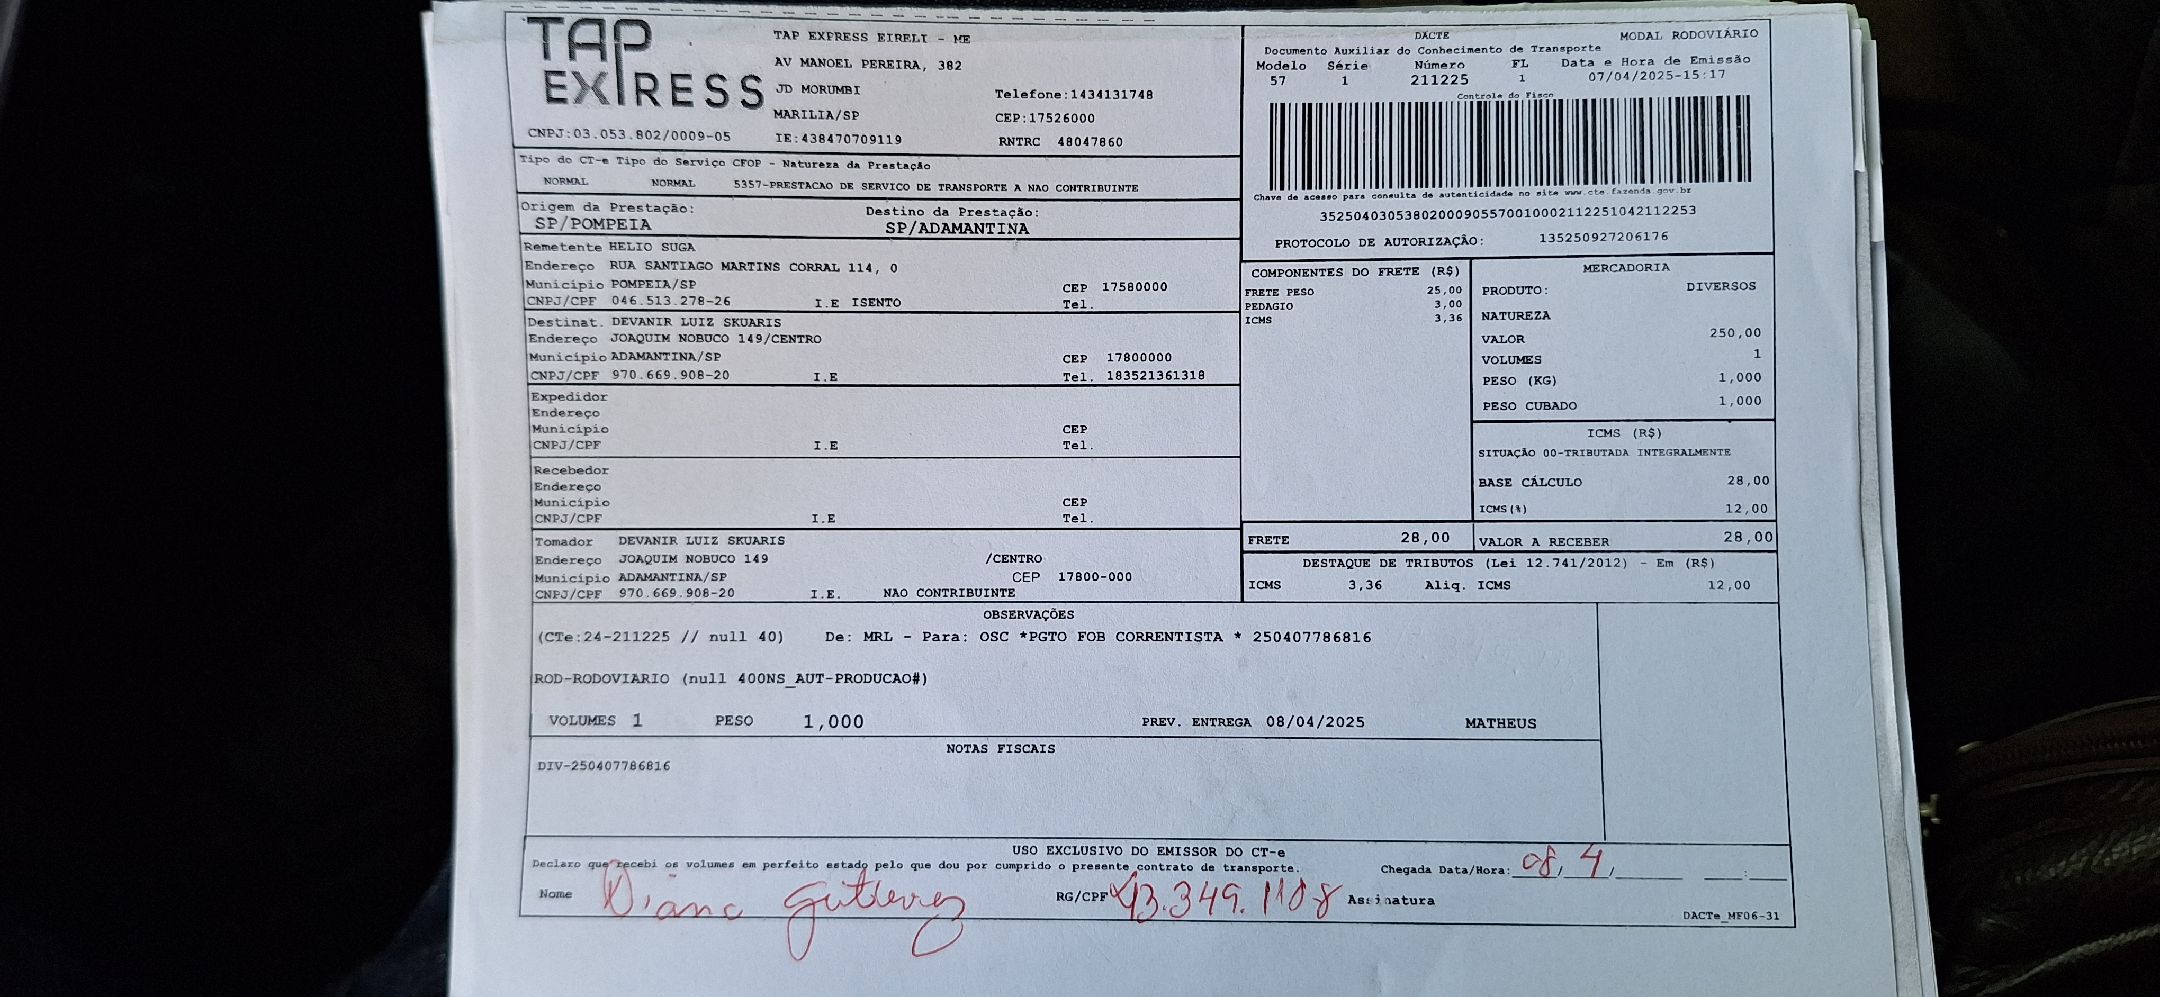 TAP EXPRESS
TAP EXPRESS EIRELI - ME
AV MANOEL PEREIRA, 382
JD MORUMBI Telefone:1434131748
MARILIA/SP CEP:17526000
CNPJ:03.053.802/0009-05 IE:438470709119 RNTRC 48047860
DACTE MODAL RODOVIÁRIO
Documento Auxiliar do Conhecimento de Transporte
Modelo Série Número FL Data e Hora de Emissão
57 1 211225 1 07/04/2025-15:17
Controle do Fisco
Chave de acesso para consulta de autenticidade no site www.cte.fazenda.gov.br
35250403053802000905570010002112251042112253
PROTOCOLO DE AUTORIZAÇÃO: 135250927206176
Tipo do CT-e Tipo do Serviço CFOP - Natureza da Prestação
NORMAL NORMAL 5357-PRESTACAO DE SERVICO DE TRANSPORTE A NAO CONTRIBUINTE
Origem da Prestação: Destino da Prestação:
SP/POMPEIA SP/ADAMANTINA
Remetente HELIO SUGA
Endereço RUA SANTIAGO MARTINS CORRAL 114, 0
Município POMPEIA/SP CEP 17580000
CNPJ/CPF 046.513.278-26 I.E ISENTO Tel.
Destinat. DEVANIR LUIZ SKUARIS
Endereço JOAQUIM NOBUCO 149/CENTRO
Município ADAMANTINA/SP CEP 17800000
CNPJ/CPF 970.669.908-20 I.E Tel. 183521361318
Expedidor
Endereço
Município CEP
CNPJ/CPF I.E Tel.
Recebedor
Endereço
Município CEP
CNPJ/CPF I.E Tel.
Tomador DEVANIR LUIZ SKUARIS
Endereço JOAQUIM NOBUCO 149 /CENTRO
Município ADAMANTINA/SP CEP 17800-000
CNPJ/CPF 970.669.908-20 I.E. NAO CONTRIBUINTE
COMPONENTES DO FRETE (R$)
FRETE PESO 25,00
PEDAGIO 3,00
ICMS 3,36
MERCADORIA
PRODUTO: DIVERSOS
NATUREZA
VALOR 250,00
VOLUMES 1
PESO (KG) 1,000
PESO CUBADO 1,000
ICMS (R$)
SITUAÇÃO 00-TRIBUTADA INTEGRALMENTE
BASE CÁLCULO 28,00
ICMS(%) 12,00
FRETE 28,00 VALOR A RECEBER 28,00
DESTAQUE DE TRIBUTOS (Lei 12.741/2012) - Em (R$)
ICMS 3,36 Aliq. ICMS 12,00
OBSERVAÇÕES
(CTe:24-211225 // null 40) De: MRL - Para: OSC *PGTO FOB CORRENTISTA * 250407786816
ROD-RODOVIARIO (null 400NS_AUT-PRODUCAO#)
VOLUMES 1 PESO 1,000 PREV. ENTREGA 08/04/2025 MATHEUS
NOTAS FISCAIS
DIV-250407786816
USO EXCLUSIVO DO EMISSOR DO CT-e
Declaro que recebi os volumes em perfeito estado pelo que dou por cumprido o presente contrato de transporte. Chegada Data/Hora: 08, 4,
Nome Diana Gutierrez RG/CPF 43.349.1108 Assinatura
DACTe_MF06-31